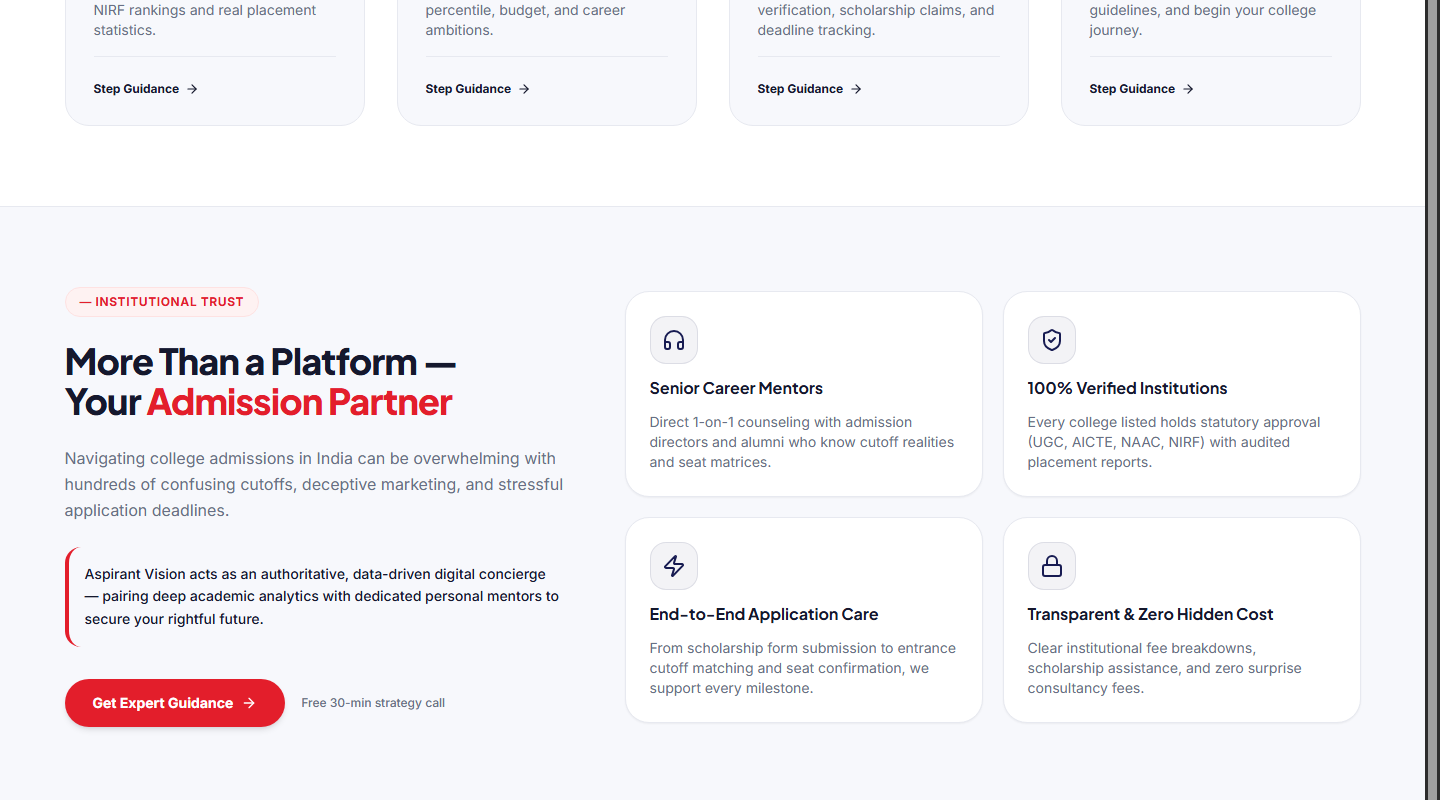 NIRF rankings and real placement
statistics.
Step Guidance →
percentile, budget, and career
ambitions.
Step Guidance →
verification, scholarship claims, and
deadline tracking.
Step Guidance →
guidelines, and begin your college
journey.
Step Guidance →
— INSTITUTIONAL TRUST
More Than a Platform —
Your Admission Partner
Navigating college admissions in India can be overwhelming with
hundreds of confusing cutoffs, deceptive marketing, and stressful
application deadlines.
Aspirant Vision acts as an authoritative, data-driven digital concierge
— pairing deep academic analytics with dedicated personal mentors to
secure your rightful future.
Get Expert Guidance →
Free 30-min strategy call
Senior Career Mentors
Direct 1-on-1 counseling with admission
directors and alumni who know cutoff realities
and seat matrices.
100% Verified Institutions
Every college listed holds statutory approval
(UGC, AICTE, NAAC, NIRF) with audited
placement reports.
End-to-End Application Care
From scholarship form submission to entrance
cutoff matching and seat confirmation, we
support every milestone.
Transparent & Zero Hidden Cost
Clear institutional fee breakdowns,
scholarship assistance, and zero surprise
consultancy fees.